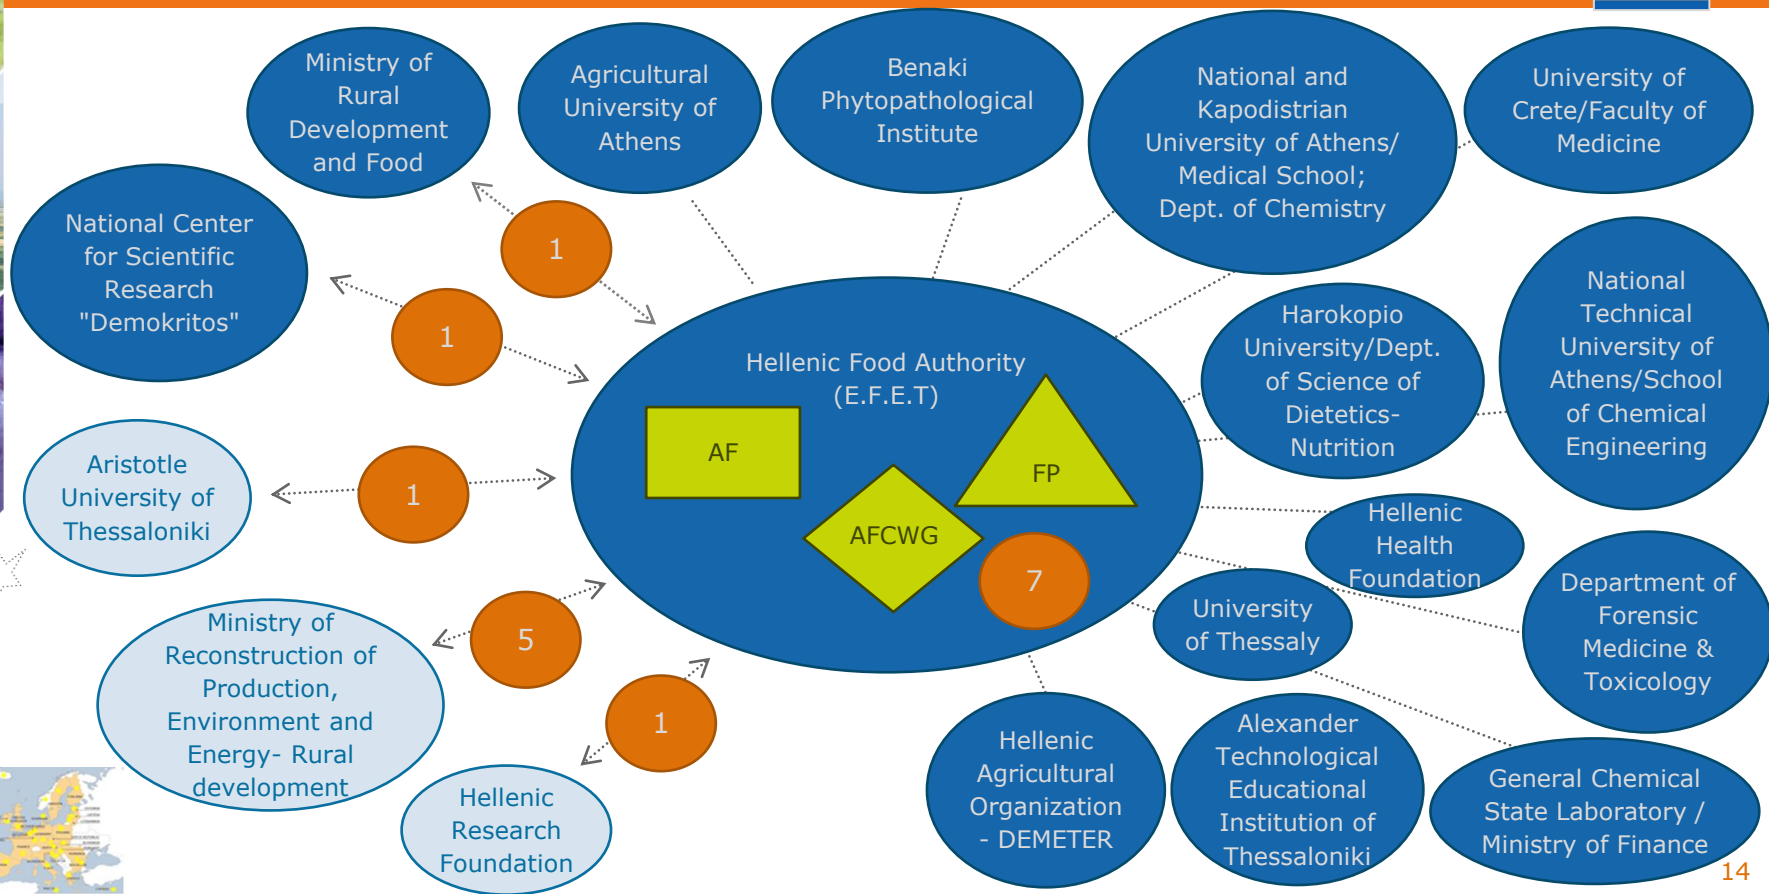 Ministry of
Rural
Development
and Food
Agricultural
University of
Athens
Benaki
Phytopathological
Institute
National and
Kapodistrian
University of Athens/
Medical School;
Dept. of Chemistry
University of
Crete/Faculty of
Medicine
National Center
for Scientific
Research
"Demokritos"
1
1
Hellenic Food Authority
(E.F.E.T)
AF
FP
AFCWG
7
Harokopio
University/Dept.
of Science of
Dietetics-
Nutrition
National
Technical
University of
Athens/School
of Chemical
Engineering
Aristotle
University of
Thessaloniki
1
Hellenic
Health
Foundation
Department of
Forensic
Medicine &
Toxicology
University
of Thessaly
Ministry of
Reconstruction of
Production,
Environment and
Energy- Rural
development
5
1
Hellenic
Research
Foundation
Hellenic
Agricultural
Organization
- DEMETER
Alexander
Technological
Educational
Institution of
Thessaloniki
General Chemical
State Laboratory /
Ministry of Finance
14